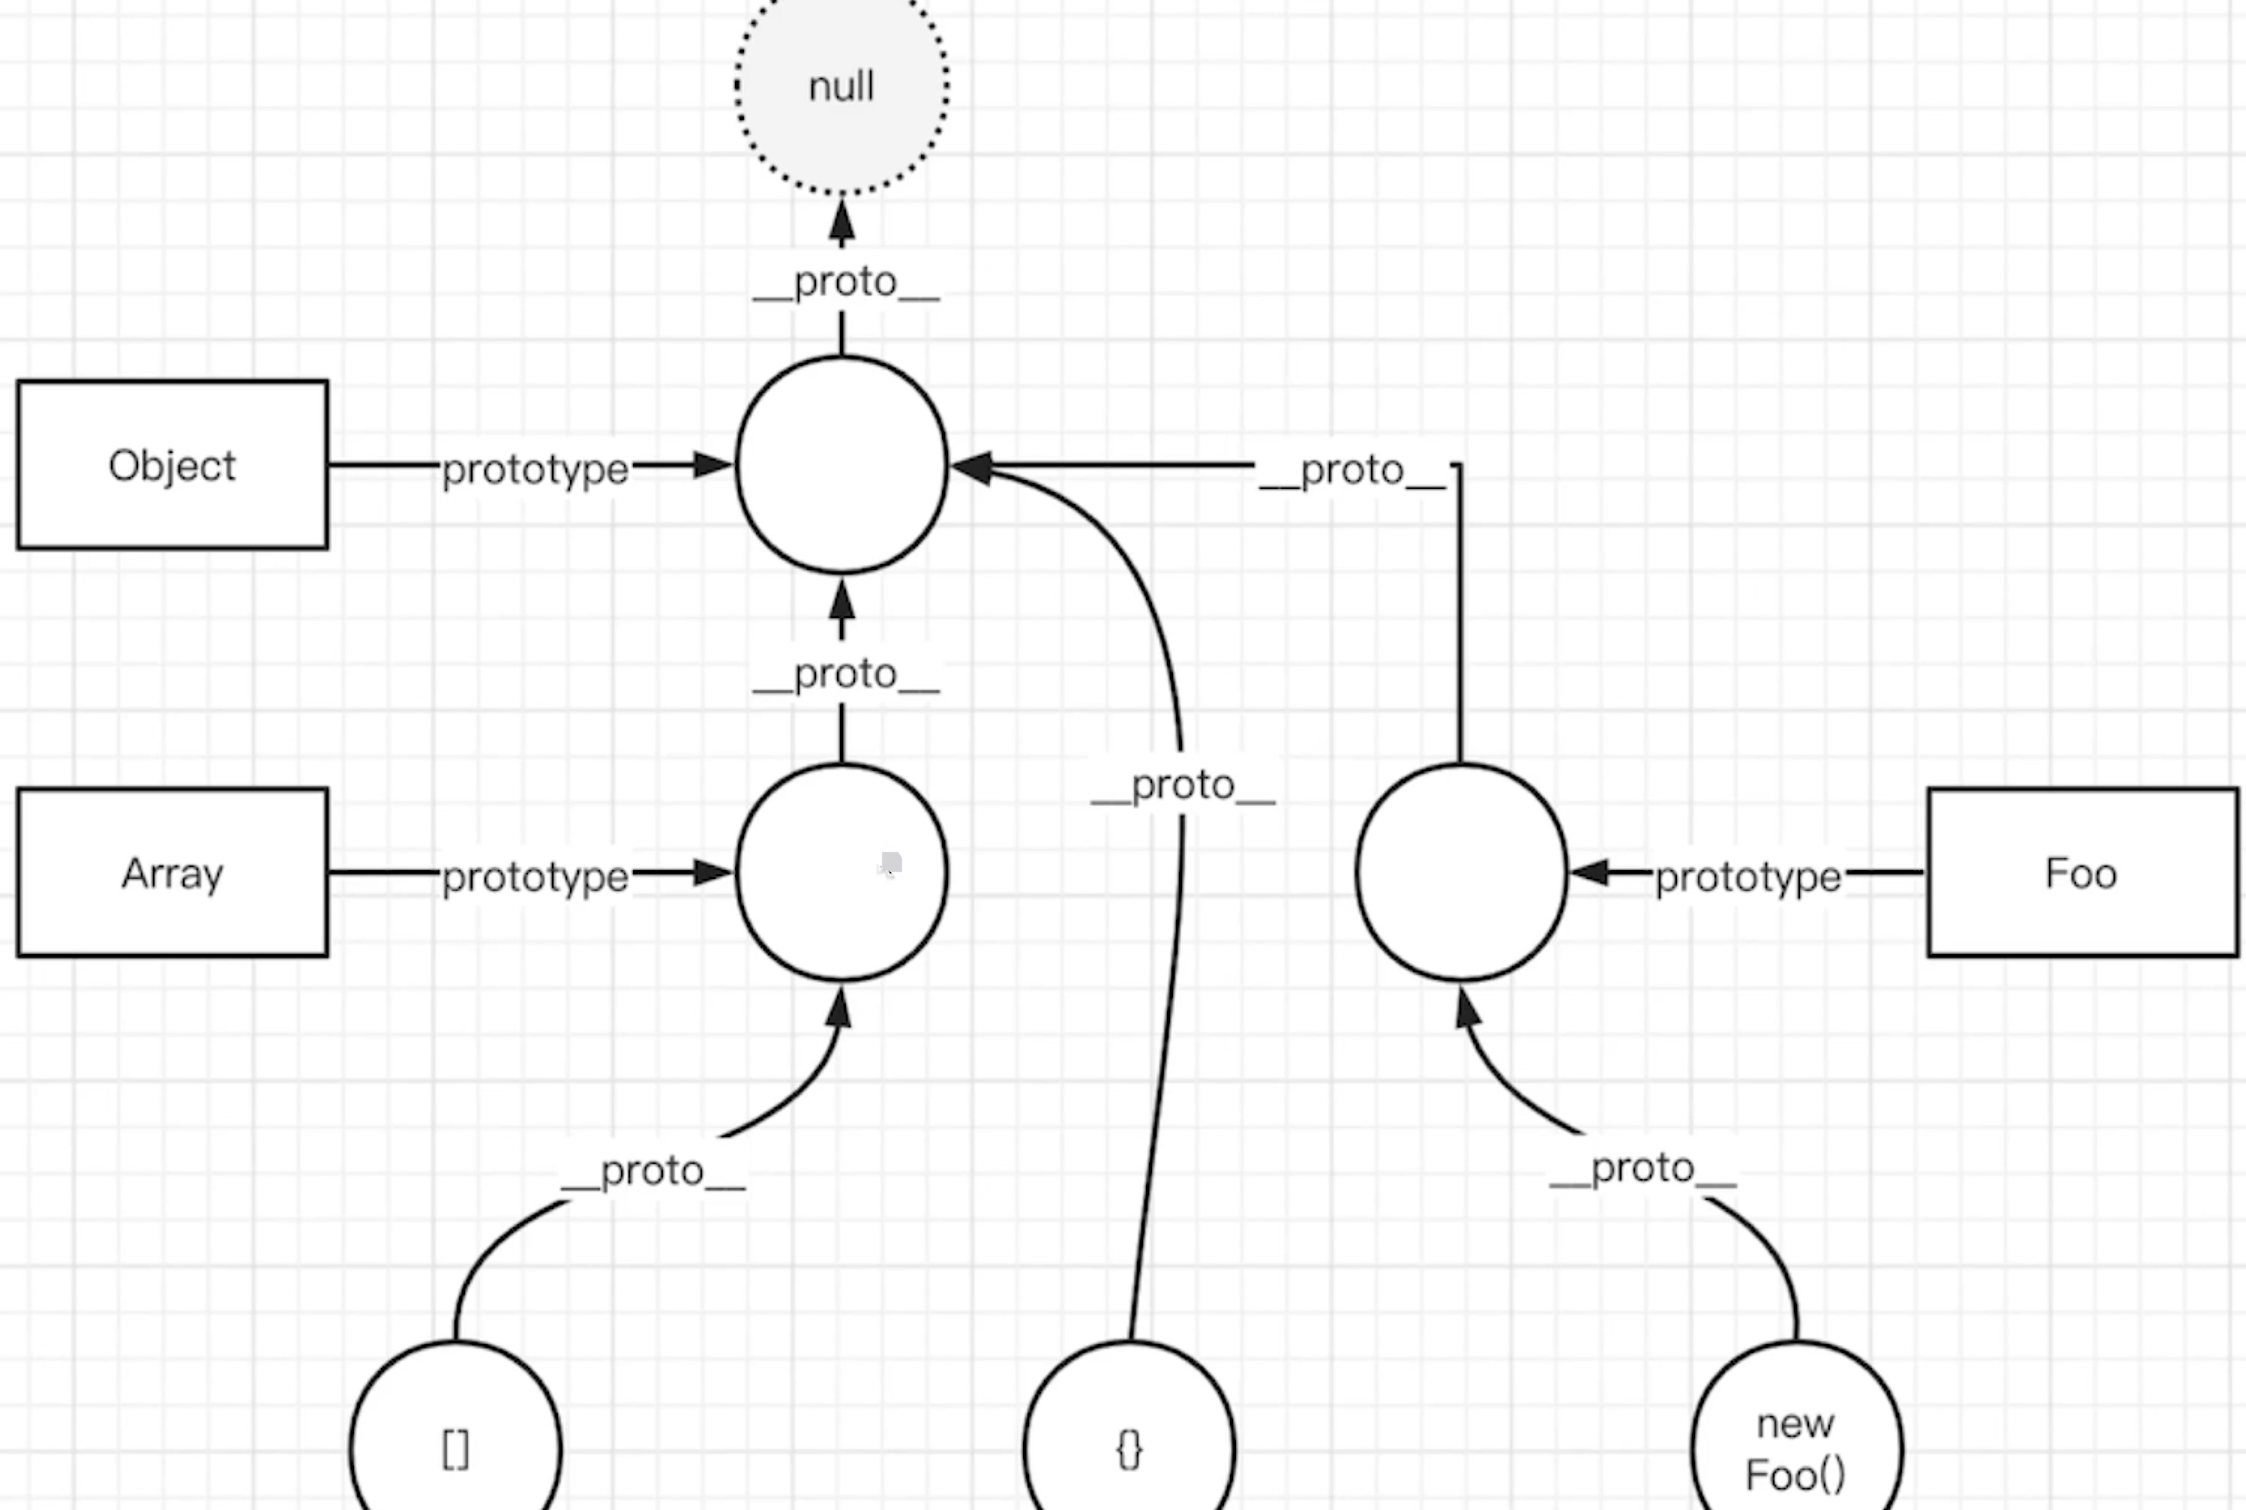 null
__proto__
Object
prototype
__proto__
__proto__
__proto__
Array
prototype
prototype
Foo
__proto__
__proto__
[]
{}
new
Foo()